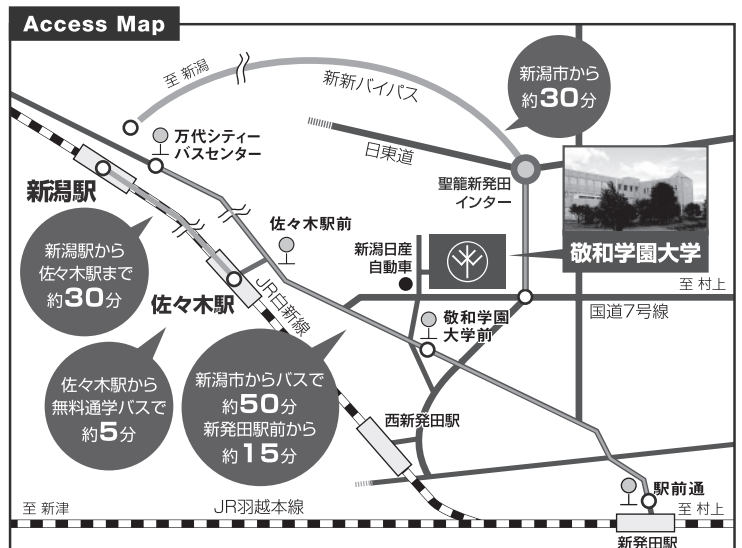 Access Map
至 新潟
新新バイパス
新潟市から
約30分
万代シティー
バスセンター
日東道
聖籠新発田
インター
新潟駅
佐々木駅前
新潟日産
自動車
敬和学園大学
新潟駅から
佐々木駅まで
約30分
佐々木駅
JR白新線
至 村上
国道7号線
敬和学園
大学前
佐々木駅から
無料通学バスで
約5分
新潟市からバスで
約50分
新発田駅前から
約15分
西新発田駅
駅前通
至 新津
JR羽越本線
至 村上
新発田駅